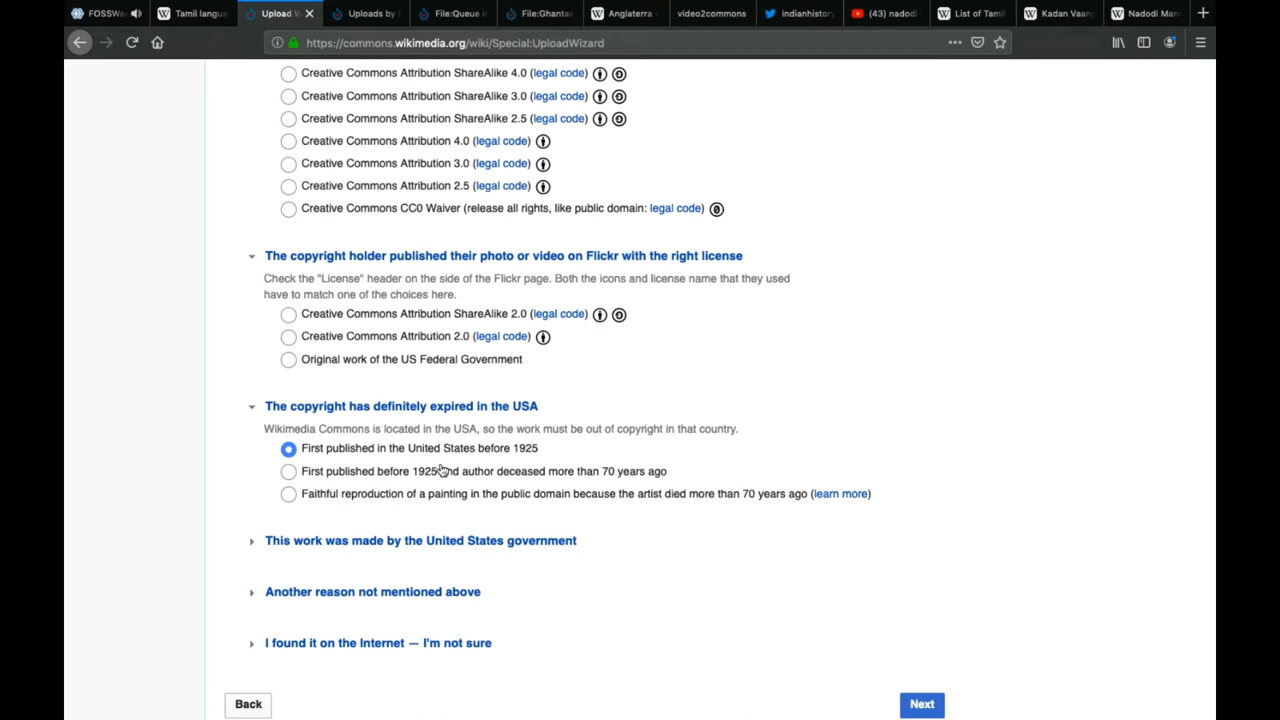 FOSSWe
Tamil langua
Upload W
Uploads by
File:Queue in
File:Ghanta
Anglaterra -
video2commons
indianhistory
(43) nadodi
List of Tamil
Kadan Vaang
Nadodi Mann
https://commons.wikimedia.org/wiki/Special:UploadWizard
Creative Commons Attribution ShareAlike 4.0 (legal code)
Creative Commons Attribution ShareAlike 3.0 (legal code)
Creative Commons Attribution ShareAlike 2.5 (legal code)
Creative Commons Attribution 4.0 (legal code)
Creative Commons Attribution 3.0 (legal code)
Creative Commons Attribution 2.5 (legal code)
Creative Commons CC0 Waiver (release all rights, like public domain: legal code)
The copyright holder published their photo or video on Flickr with the right license
Check the "License" header on the side of the Flickr page. Both the icons and license name that they used
have to match one of the choices here.
Creative Commons Attribution ShareAlike 2.0 (legal code)
Creative Commons Attribution 2.0 (legal code)
Original work of the US Federal Government
The copyright has definitely expired in the USA
Wikimedia Commons is located in the USA, so the work must be out of copyright in that country.
First published in the United States before 1925
First published before 1925 and author deceased more than 70 years ago
Faithful reproduction of a painting in the public domain because the artist died more than 70 years ago (learn more)
This work was made by the United States government
Another reason not mentioned above
I found it on the Internet — I'm not sure
Back
Next